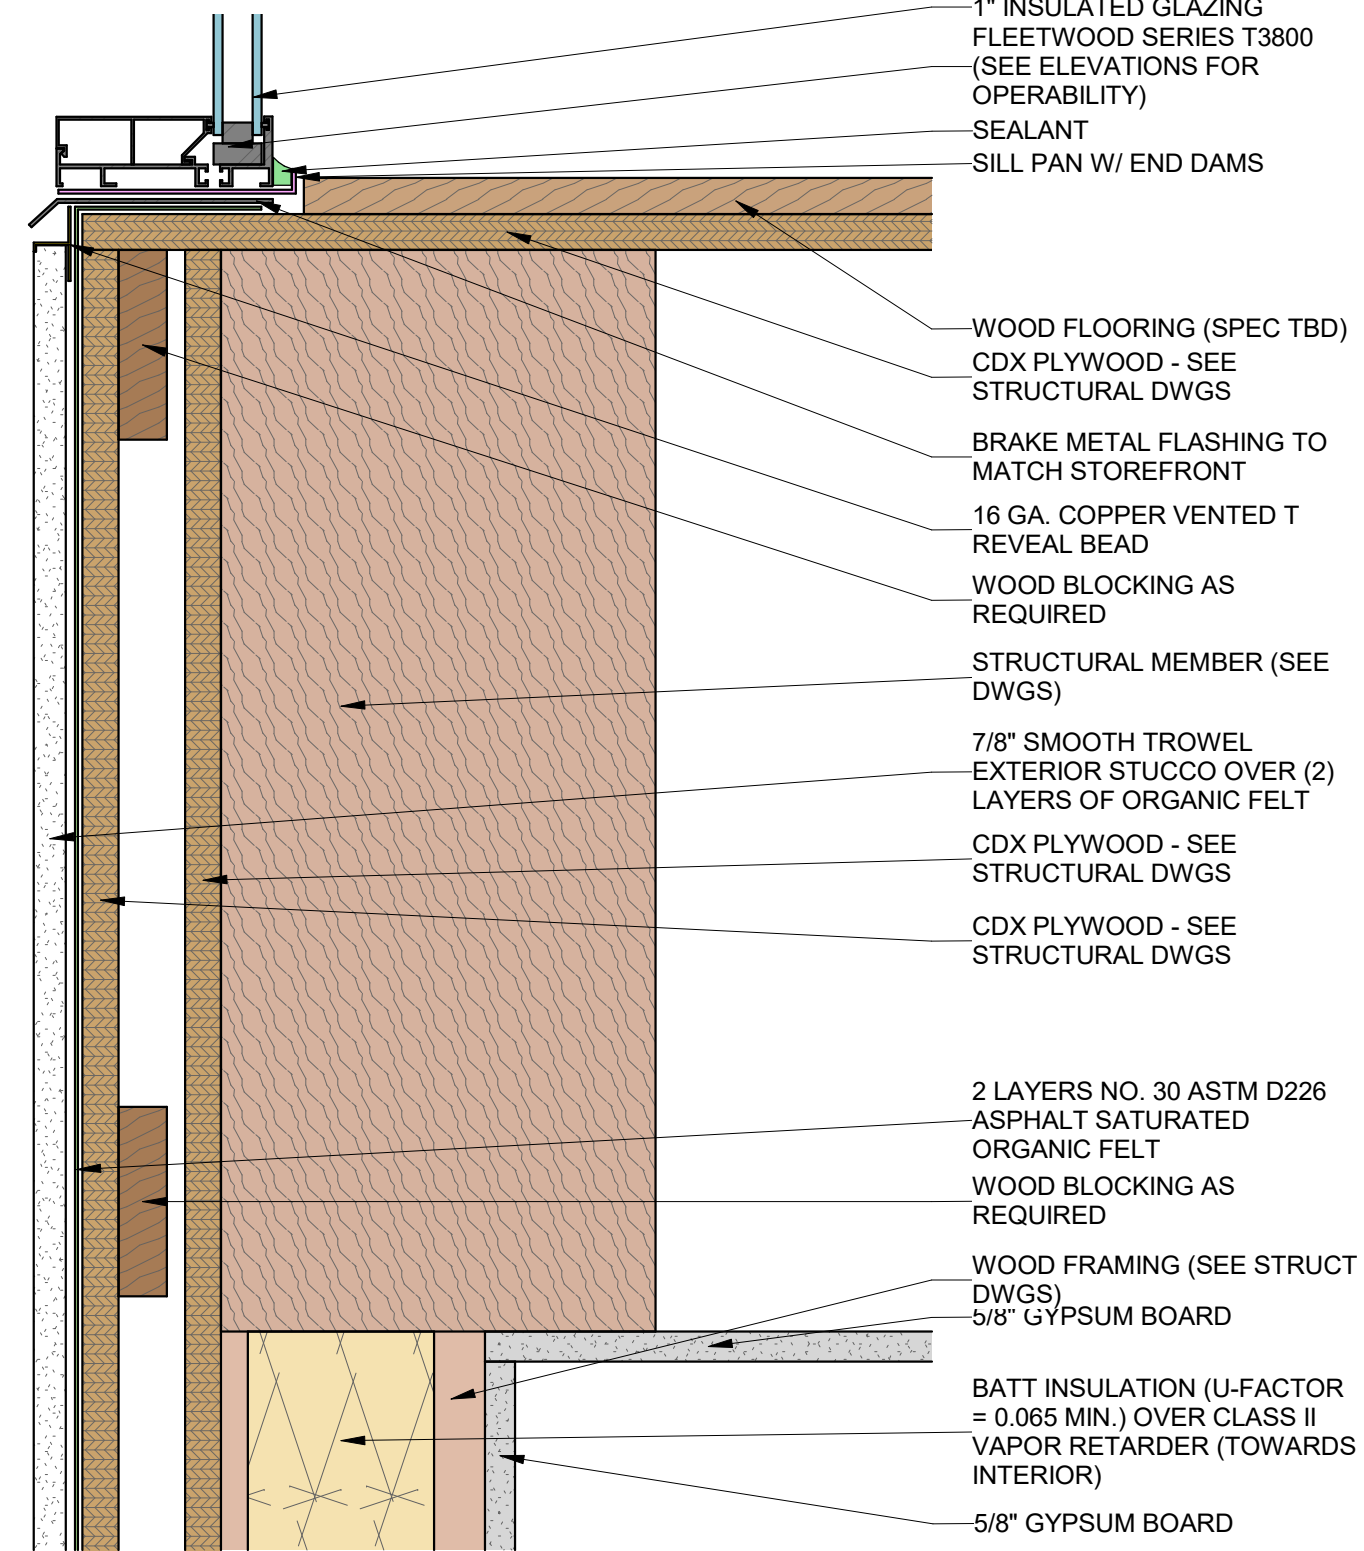 1" INSULATED GLAZING
FLEETWOOD SERIES T3800
(SEE ELEVATIONS FOR
OPERABILITY)
SEALANT
SILL PAN W/ END DAMS
WOOD FLOORING (SPEC TBD)
CDX PLYWOOD - SEE
STRUCTURAL DWGS
BRAKE METAL FLASHING TO
MATCH STOREFRONT
16 GA. COPPER VENTED T
REVEAL BEAD
WOOD BLOCKING AS
REQUIRED
STRUCTURAL MEMBER (SEE
DWGS)
7/8" SMOOTH TROWEL
EXTERIOR STUCCO OVER (2)
LAYERS OF ORGANIC FELT
CDX PLYWOOD - SEE
STRUCTURAL DWGS
CDX PLYWOOD - SEE
STRUCTURAL DWGS
2 LAYERS NO. 30 ASTM D226
ASPHALT SATURATED
ORGANIC FELT
WOOD BLOCKING AS
REQUIRED
WOOD FRAMING (SEE STRUCT
DWGS)
5/8" GYPSUM BOARD
BATT INSULATION (U-FACTOR
= 0.065 MIN.) OVER CLASS II
VAPOR RETARDER (TOWARDS
INTERIOR)
5/8" GYPSUM BOARD